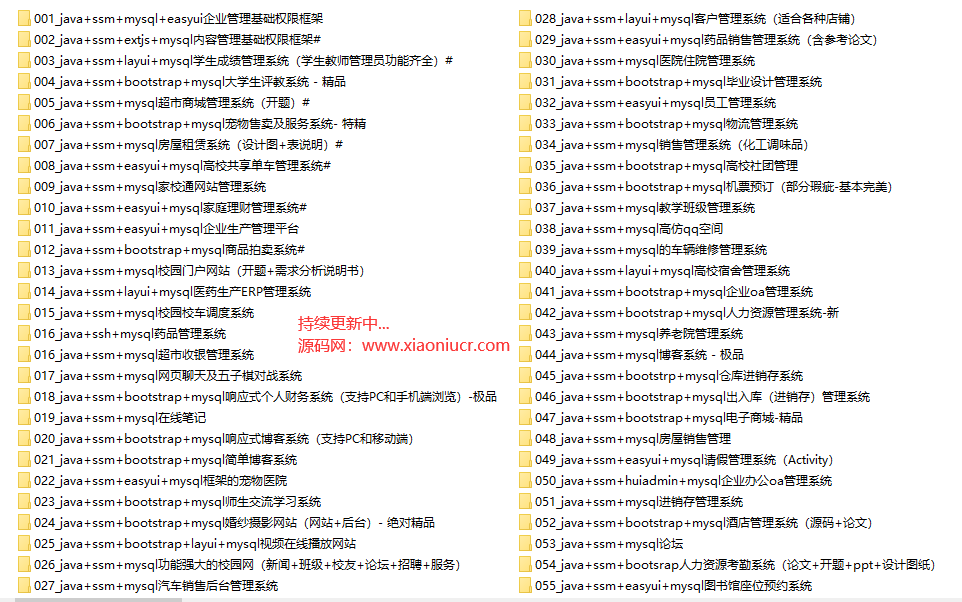 001_java+ssm+mysql+easyui企业管理基础权限框架
002_java+ssm+extjs+mysql内容管理基础权限框架#
003_java+ssm+layui+mysql学生成绩管理系统（学生教师管理员功能齐全）#
004_java+ssm+bootstrap+mysql大学生评教系统 - 精品
005_java+ssm+mysql超市商城管理系统（开题）#
006_java+ssm+bootstrap+mysql宠物售卖及服务系统- 特精
007_java+ssm+mysql房屋租赁系统（设计图+表说明）#
008_java+ssm+easyui+mysql高校共享单车管理系统#
009_java+ssm+mysql家校通网站管理系统
010_java+ssm+easyui+mysql家庭理财管理系统#
011_java+ssm+easyui+mysql企业生产管理平台
012_java+ssm+bootstrap+mysql商品拍卖系统#
013_java+ssm+mysql校园门户网站（开题+需求分析说明书）
014_java+ssm+layui+mysql医药生产ERP管理系统
015_java+ssm+mysql校园校车调度系统
016_java+ssh+mysql药品管理系统
016_java+ssm+mysql超市收银管理系统
017_java+ssm+mysql网页聊天及五子棋对战系统
018_java+ssm+bootstrap+mysql响应式个人财务系统（支持PC和手机端浏览）-极品
019_java+ssm+mysql在线笔记
020_java+ssm+bootstrap+mysql响应式博客系统（支持PC和移动端）
021_java+ssm+bootstrap+mysql简单博客系统
022_java+ssm+easyui+mysql框架的宠物医院
023_java+ssm+bootstrap+mysql师生交流学习系统
024_java+ssm+bootstrap+mysql婚纱摄影网站（网站+后台）- 绝对精品
025_java+ssm+bootstrap+layui+mysql视频在线播放网站
026_java+ssm+mysql功能强大的校园网（新闻+班级+校友+论坛+招聘+服务）
027_java+ssm+mysql汽车销售后台管理系统
持续更新中...
源码网：www.xiaoniucr.com
028_java+ssm+layui+mysql客户管理系统（适合各种店铺）
029_java+ssm+easyui+mysql药品销售管理系统（含参考论文）
030_java+ssm+mysql医院住院管理系统
031_java+ssm+bootstrap+mysql毕业设计管理系统
032_java+ssm+easyui+mysql员工管理系统
033_java+ssm+bootstrap+mysql物流管理系统
034_java+ssm+mysql销售管理系统（化工调味品）
035_java+ssm+bootstrap+mysql高校社团管理
036_java+ssm+bootstrap+mysql机票预订（部分瑕疵-基本完美）
037_java+ssm+mysql教学班级管理系统
038_java+ssm+mysql高仿qq空间
039_java+ssm+mysql的车辆维修管理系统
040_java+ssm+layui+mysql高校宿舍管理系统
041_java+ssm+bootstrap+mysql企业oa管理系统
042_java+ssm+bootstrap+mysql人力资源管理系统-新
043_java+ssm+mysql养老院管理系统
044_java+ssm+mysql博客系统 - 极品
045_java+ssm+bootstrp+mysql仓库进销存系统
046_java+ssm+bootstrap+mysql出入库（进销存）管理系统
047_java+ssm+bootstrap+mysql电子商城-精品
048_java+ssm+mysql房屋销售管理
049_java+ssm+easyui+mysql请假管理系统（Activity）
050_java+ssm+huiadmin+mysql企业办公oa管理系统
051_java+ssm+mysql进销存管理系统
052_java+ssm+bootstrap+mysql酒店管理系统（源码+论文）
053_java+ssm+mysql论坛
054_java+ssm+bootsrap人力资源考勤系统（论文+开题+ppt+设计图纸）
055_java+ssm+easyui+mysql图书馆座位预约系统